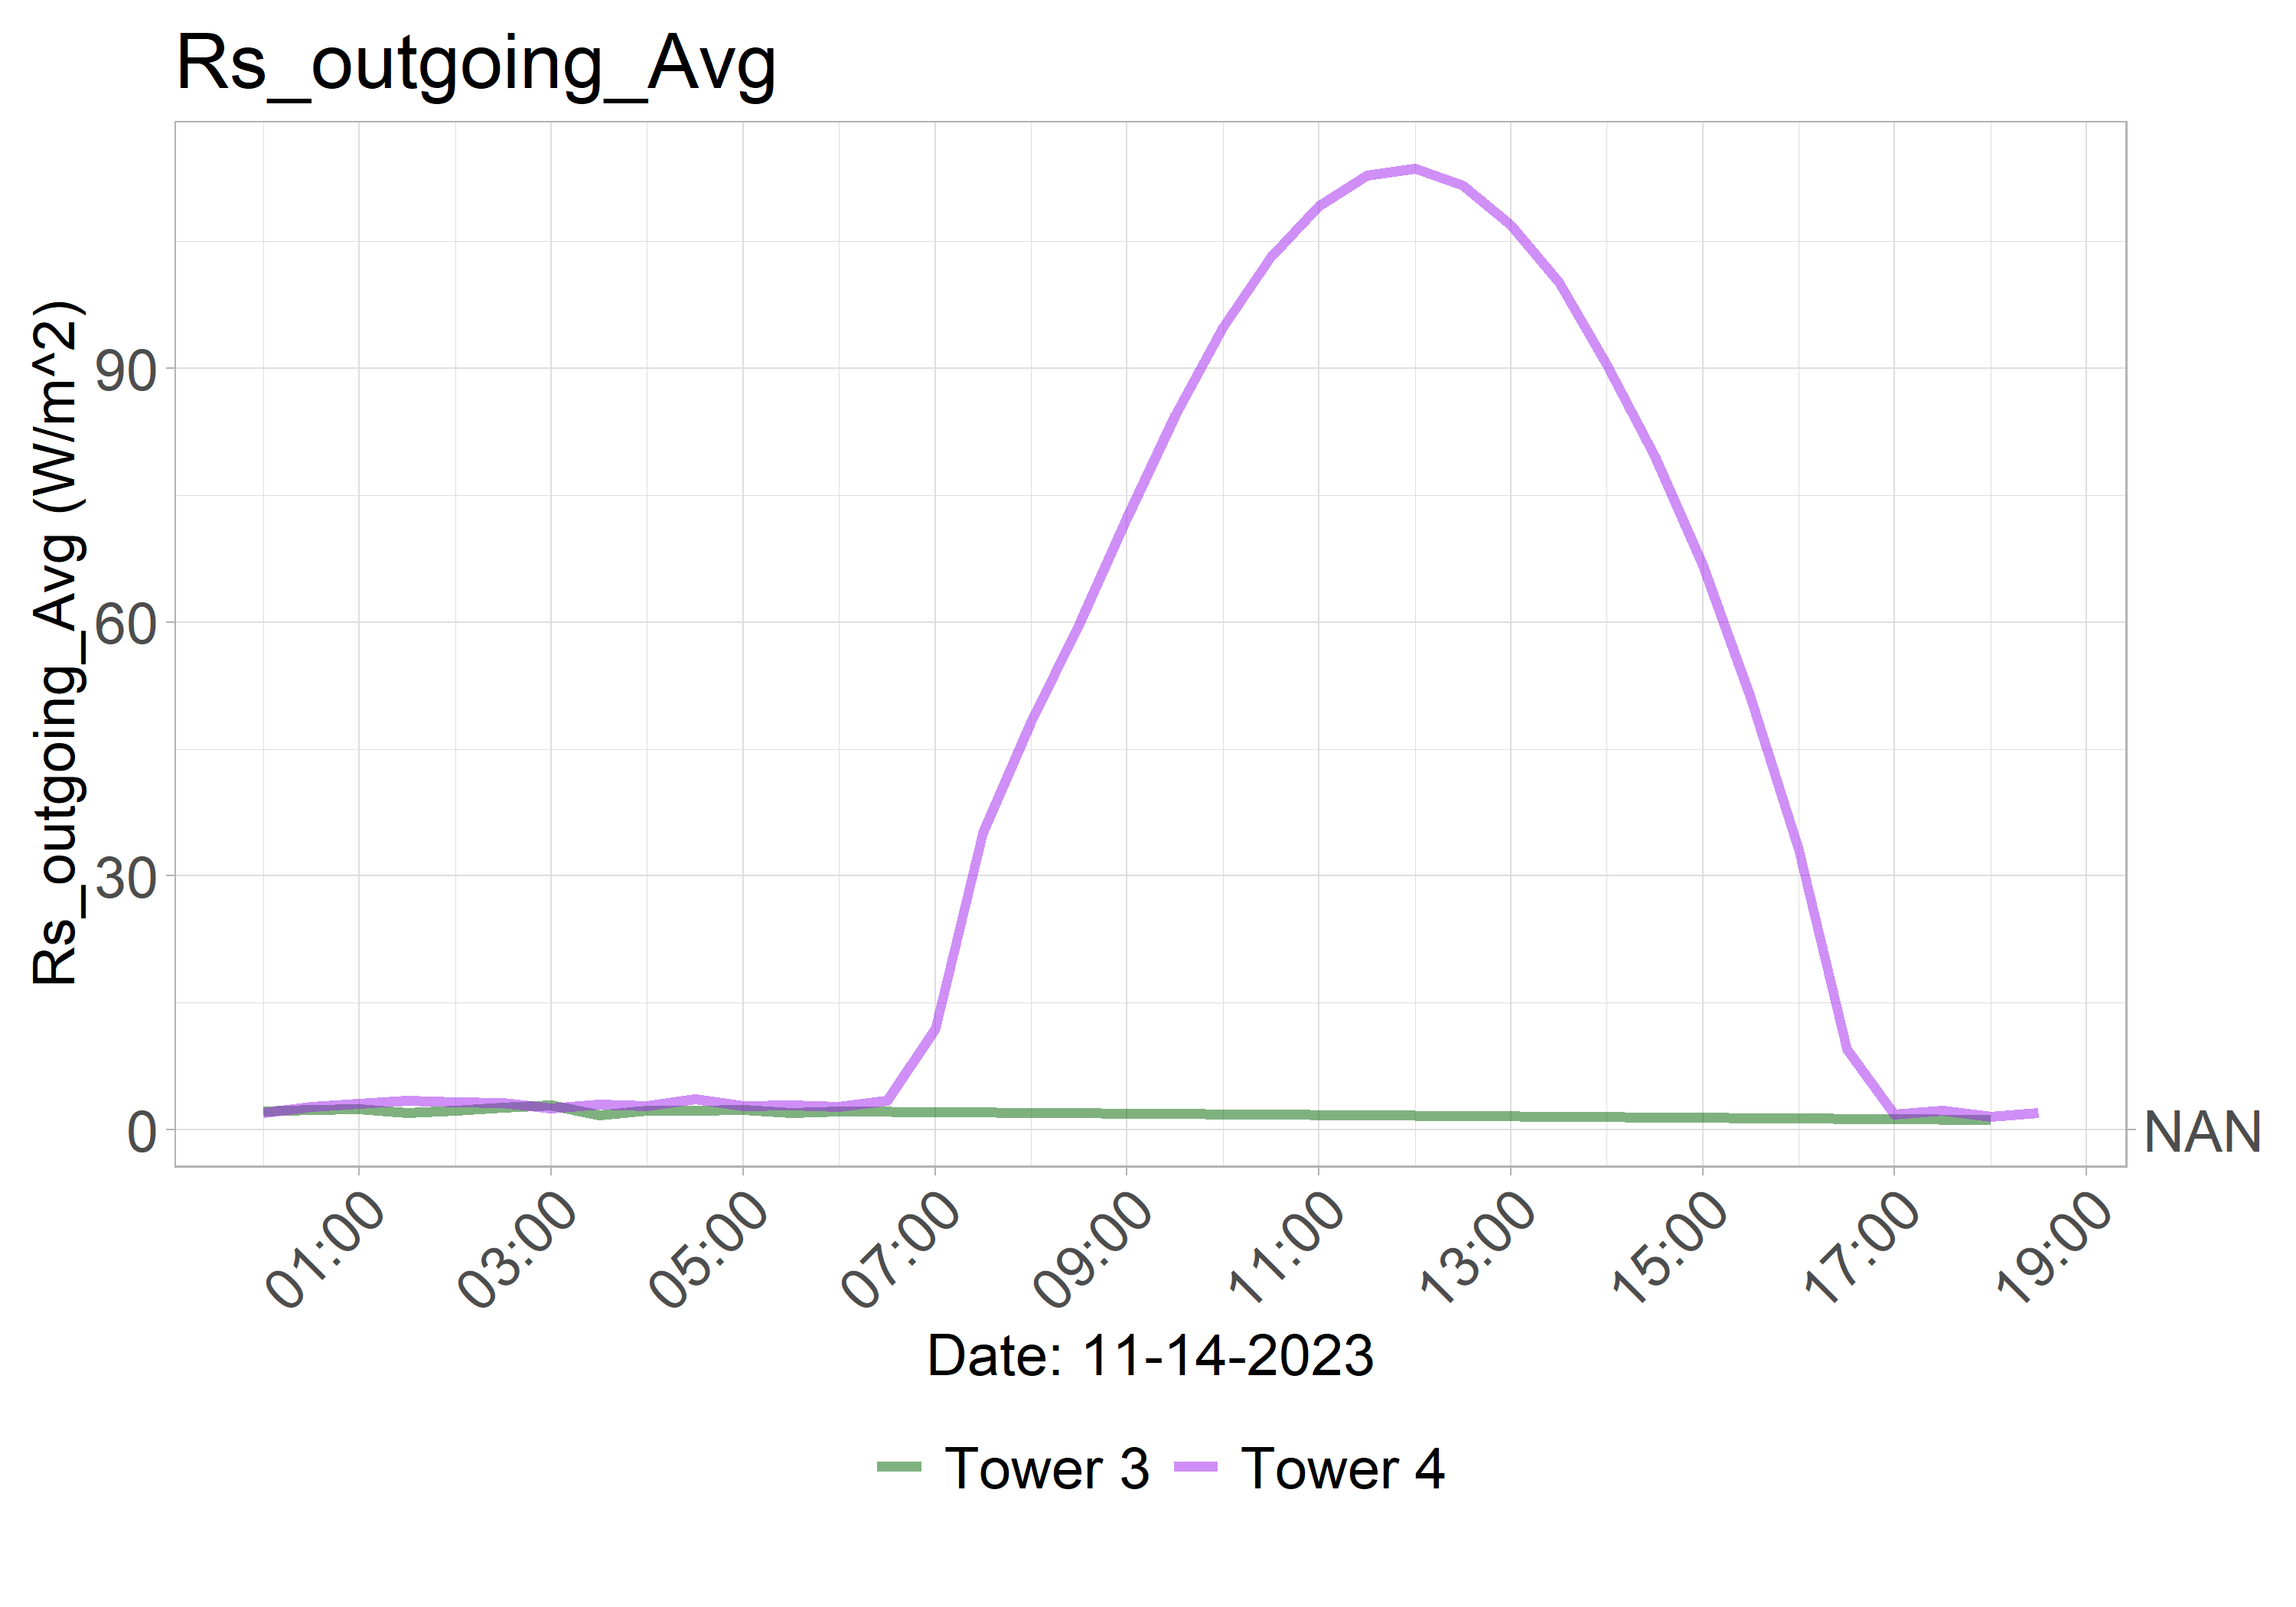 Rs_outgoing_Avg
Rs_outgoing_Avg (W/m^2)
90
60
30
0
NAN
01:00 03:00 05:00 07:00 09:00 11:00 13:00 15:00 17:00 19:00
Date: 11-14-2023
Tower 3 Tower 4